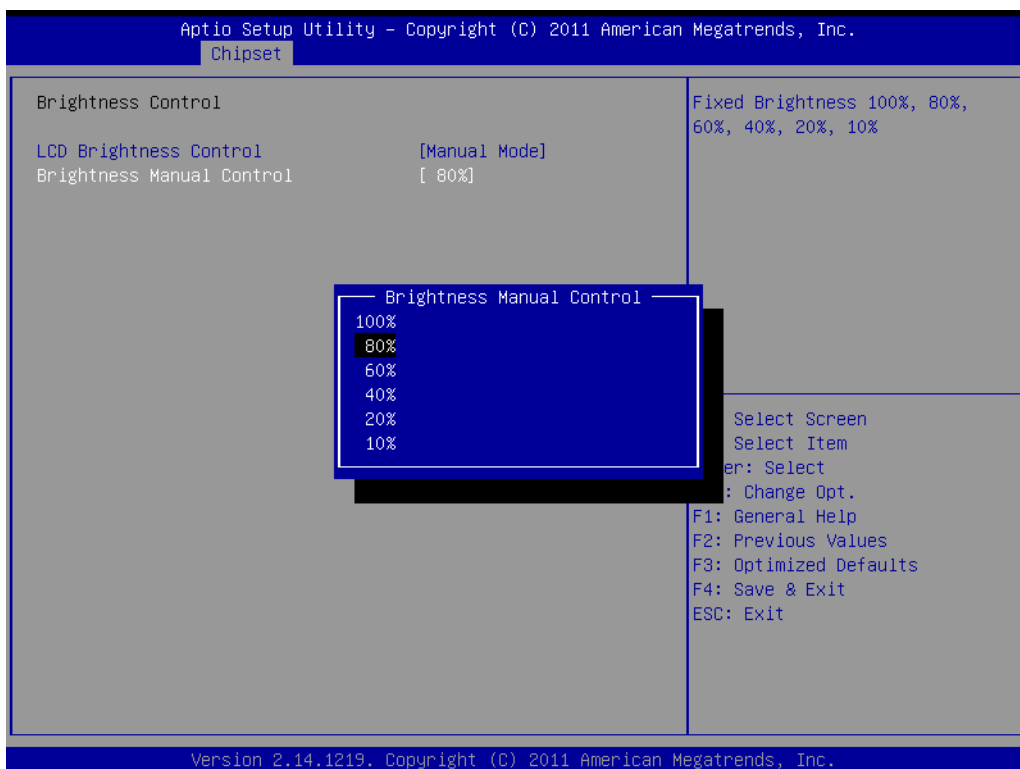 Aptio Setup Utility – Copyright (C) 2011 American Megatrends, Inc.
Chipset
Brightness Control
LCD Brightness Control [Manual Mode]
Brightness Manual Control [ 80%]
Fixed Brightness 100%, 80%,
60%, 40%, 20%, 10%
Brightness Manual Control
100%
80%
60%
40%
20%
10%
Select Screen
Select Item
er: Select
: Change Opt.
F1: General Help
F2: Previous Values
F3: Optimized Defaults
F4: Save & Exit
ESC: Exit
Version 2.14.1219. Copyright (C) 2011 American Megatrends, Inc.